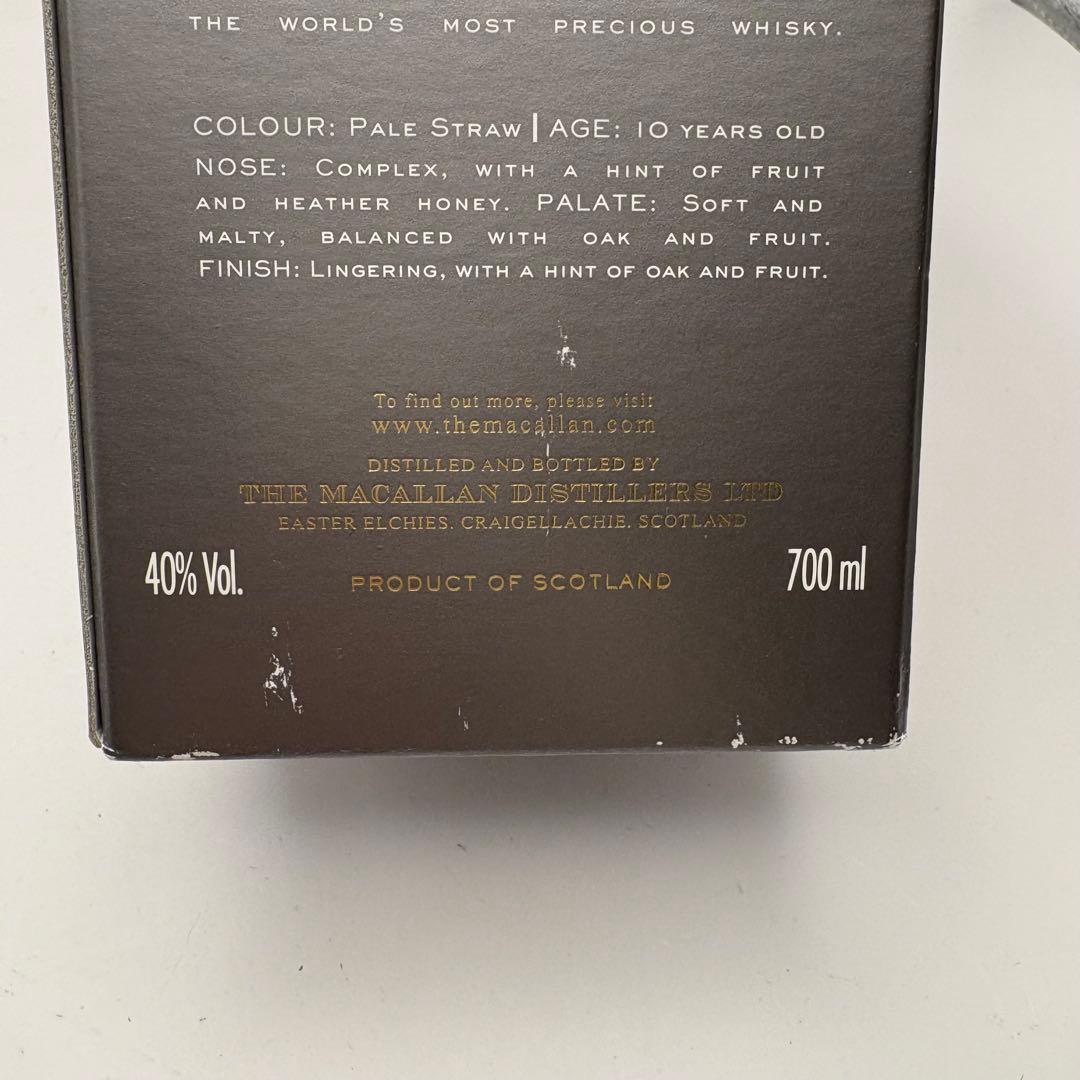 THE WORLD'S MOST PRECIOUS WHISKY.
COLOUR: PALE STRAW | AGE: 10 YEARS OLD
NOSE: COMPLEX, WITH A HINT OF FRUIT
AND HEATHER HONEY. PALATE: SOFT AND
MALTY, BALANCED WITH OAK AND FRUIT.
FINISH: LINGERING, WITH A HINT OF OAK AND FRUIT.
To find out more, please visit
www.themacallan.com
DISTILLED AND BOTTLED BY
THE MACALLAN DISTILLERS LTD
EASTER ELCHIES, CRAIGELLACHIE, SCOTLAND
40% Vol. PRODUCT OF SCOTLAND 700 ml